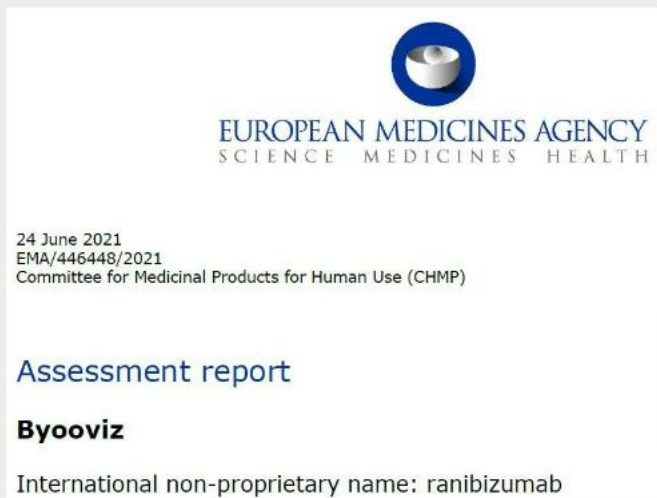 EUROPEAN MEDICINES AGENCY
SCIENCE MEDICINES HEALTH
24 June 2021
EMA/446448/2021
Committee for Medicinal Products for Human Use (CHMP)
Assessment report
Byooviz
International non-proprietary name: ranibizumab